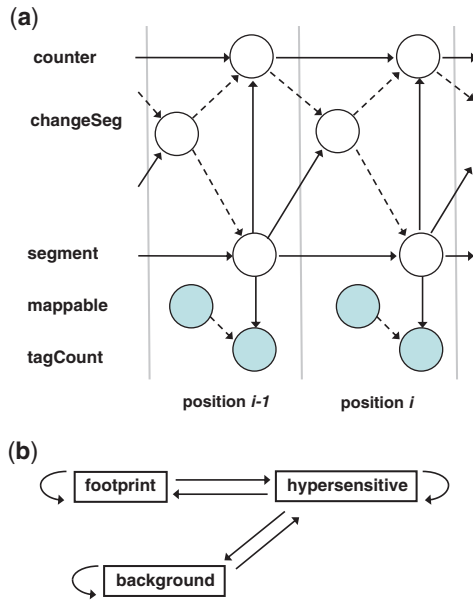 (a)
counter
changeSeg
segment
mappable
tagCount
position i-1
position i
(b)
footprint
hypersensitive
background